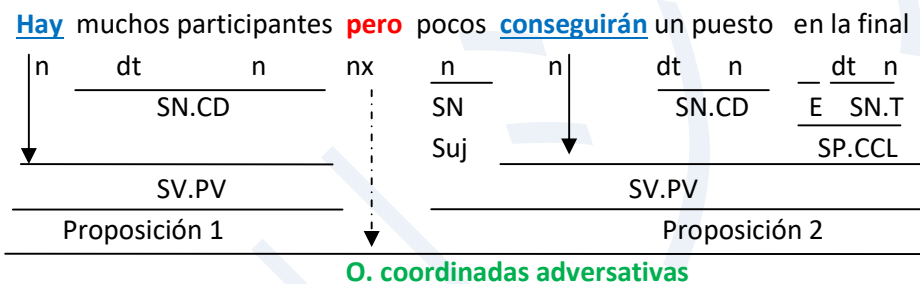 Hay muchos participantes pero pocos conseguirán un puesto en la final
n dt n nx n n dt n dt n
SN.CD SN SN.CD E SN.T
Suj SP.CCL
SV.PV SV.PV
Proposición 1 Proposición 2
O. coordinadas adversativas